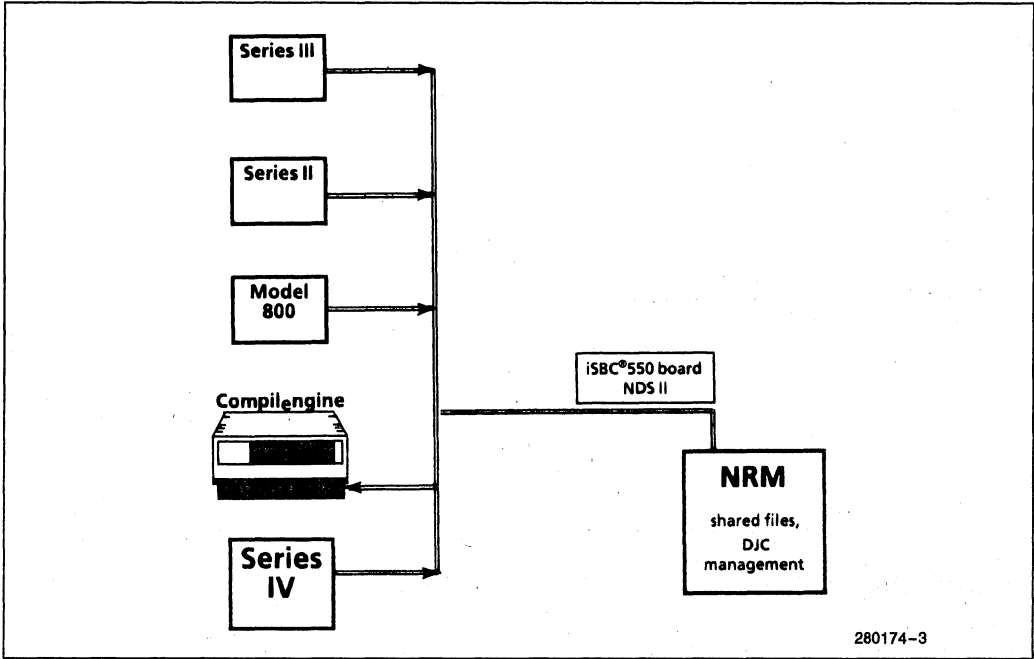 Series III
Series II
Model
800
Compilengine
Series
IV
iSBC®550 board
NDS II
NRM
shared files,
DJC
management
280174-3